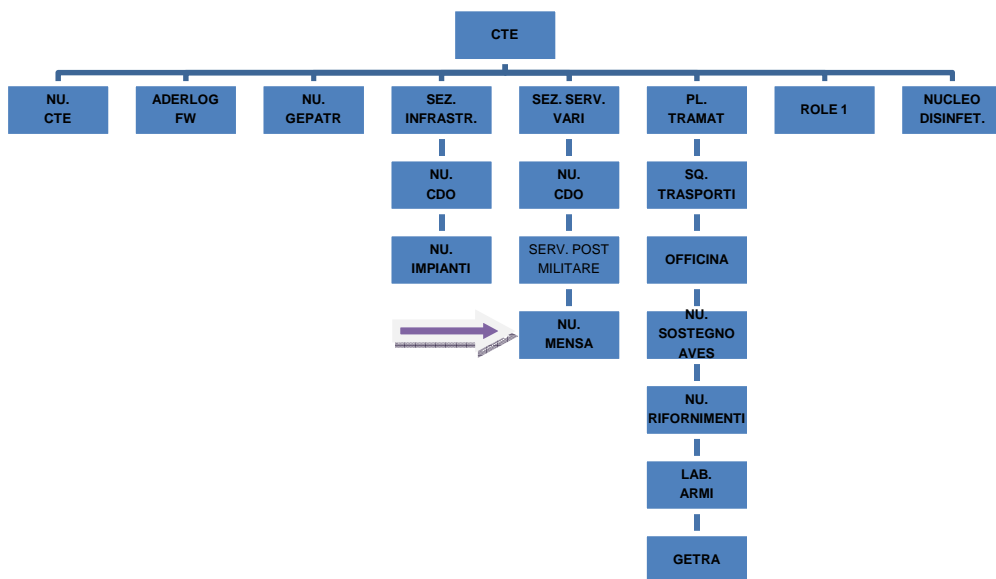 CTE
NU.
CTE
ADERLOG
FW
NU.
GEPATR
SEZ.
INFRASTR.
SEZ. SERV.
VARI
PL.
TRAMAT
ROLE 1
NUCLEO
DISINFET.
NU.
CDO
NU.
CDO
SQ.
TRASPORTI
NU.
IMPIANTI
SERV. POST
MILITARE
OFFICINA
NU.
MENSA
NU.
SOSTEGNO
AVES
NU.
RIFORNIMENTI
LAB.
ARMI
GETRA